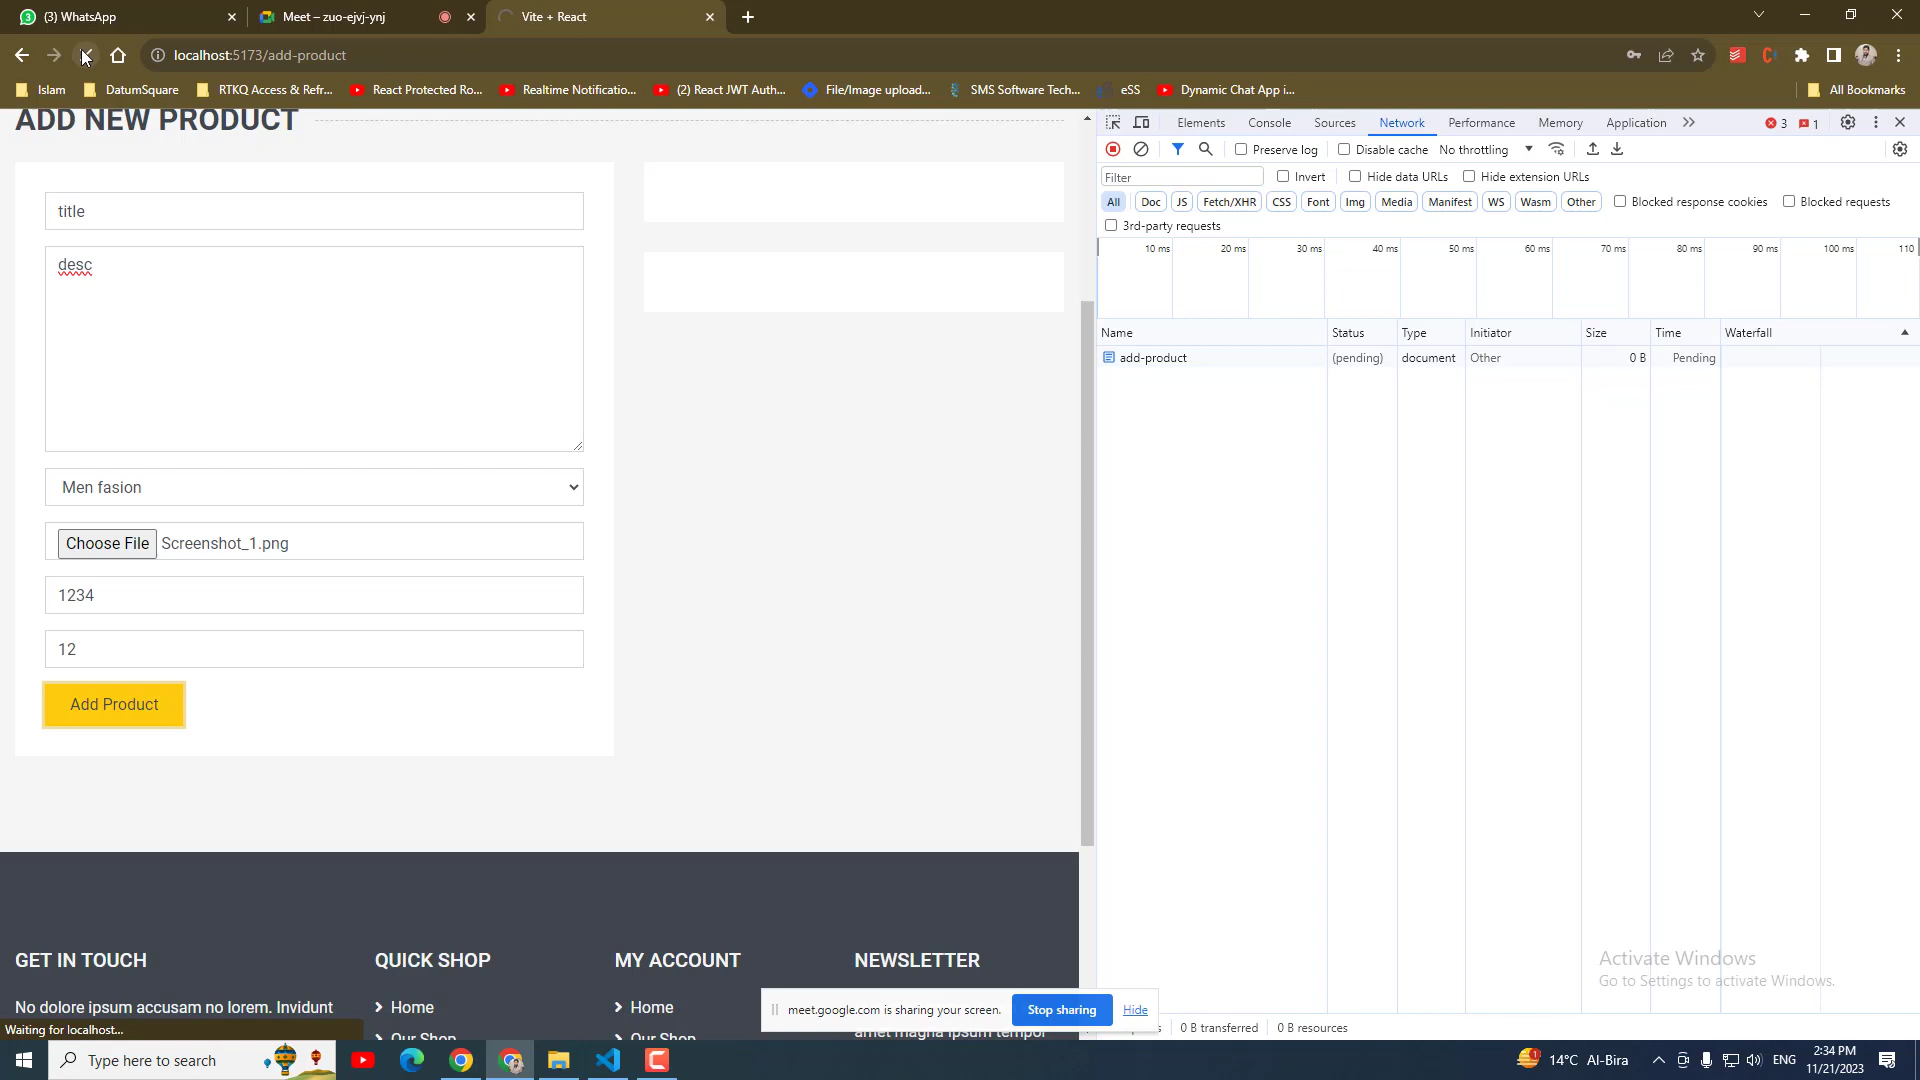 (3) WhatsApp
Meet – zuo-ejvj-ynj
Vite + React
localhost:5173/add-product
Islam
DatumSquare
RTKQ Access & Refr...
React Protected Ro...
Realtime Notificatio...
(2) React JWT Auth...
File/Image upload...
SMS Software Tech...
eSS
Dynamic Chat App i...
All Bookmarks
ADD NEW PRODUCT
title
desc
Men fasion
Choose File Screenshot_1.png
1234
12
Add Product
GET IN TOUCH
No dolore ipsum accusam no lorem. Invidunt
QUICK SHOP
Home
Our Shop
MY ACCOUNT
Home
Our Shop
NEWSLETTER
amet magna ipsum tempor
Waiting for localhost...
meet.google.com is sharing your screen.
Stop sharing
Hide
Elements
Console
Sources
Network
Performance
Memory
Application
3
1
Preserve log
Disable cache
No throttling
Filter
Invert
Hide data URLs
Hide extension URLs
All
Doc
JS
Fetch/XHR
CSS
Font
Img
Media
Manifest
WS
Wasm
Other
Blocked response cookies
Blocked requests
3rd-party requests
10 ms
20 ms
30 ms
40 ms
50 ms
60 ms
70 ms
80 ms
90 ms
100 ms
110
Name
Status
Type
Initiator
Size
Time
Waterfall
add-product
(pending)
document
Other
0 B
Pending
Activate Windows
Go to Settings to activate Windows.
0 B transferred
0 B resources
Type here to search
14°C Al-Bira
ENG
2:34 PM
11/21/2023